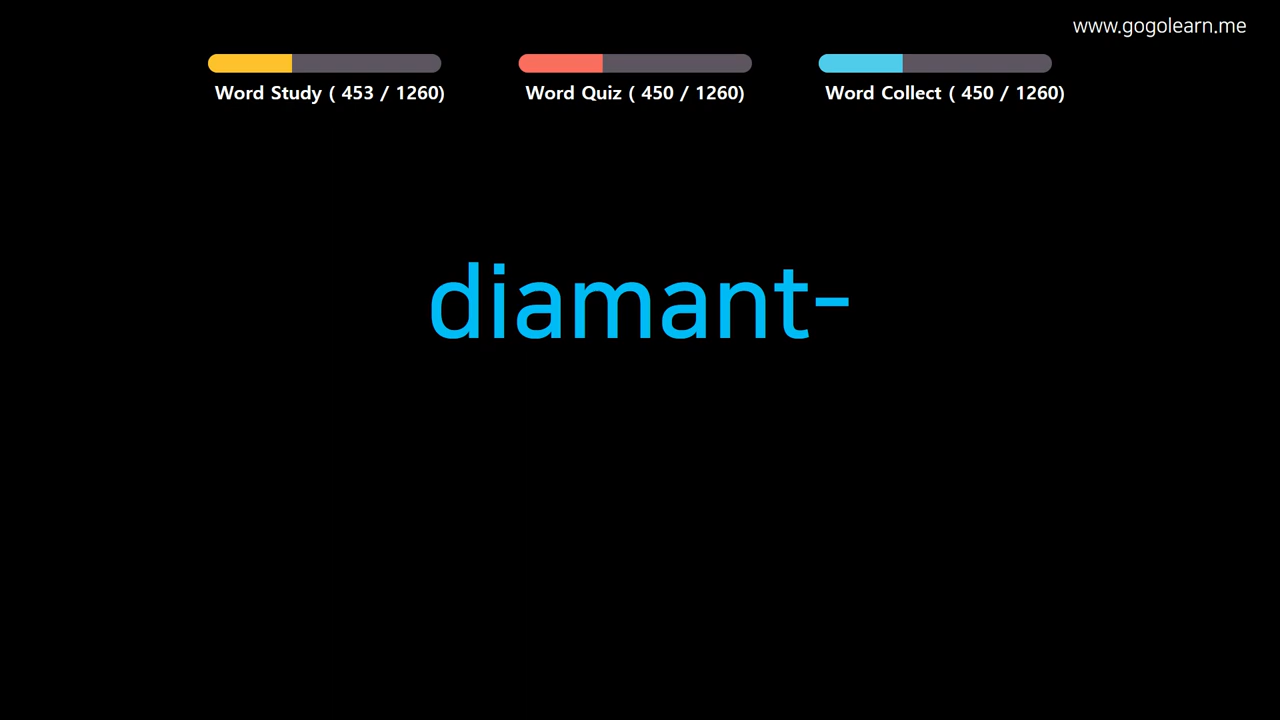 www.gogolearn.me
Word Study ( 453 / 1260)
Word Quiz ( 450 / 1260)
Word Collect ( 450 / 1260)
diamant-